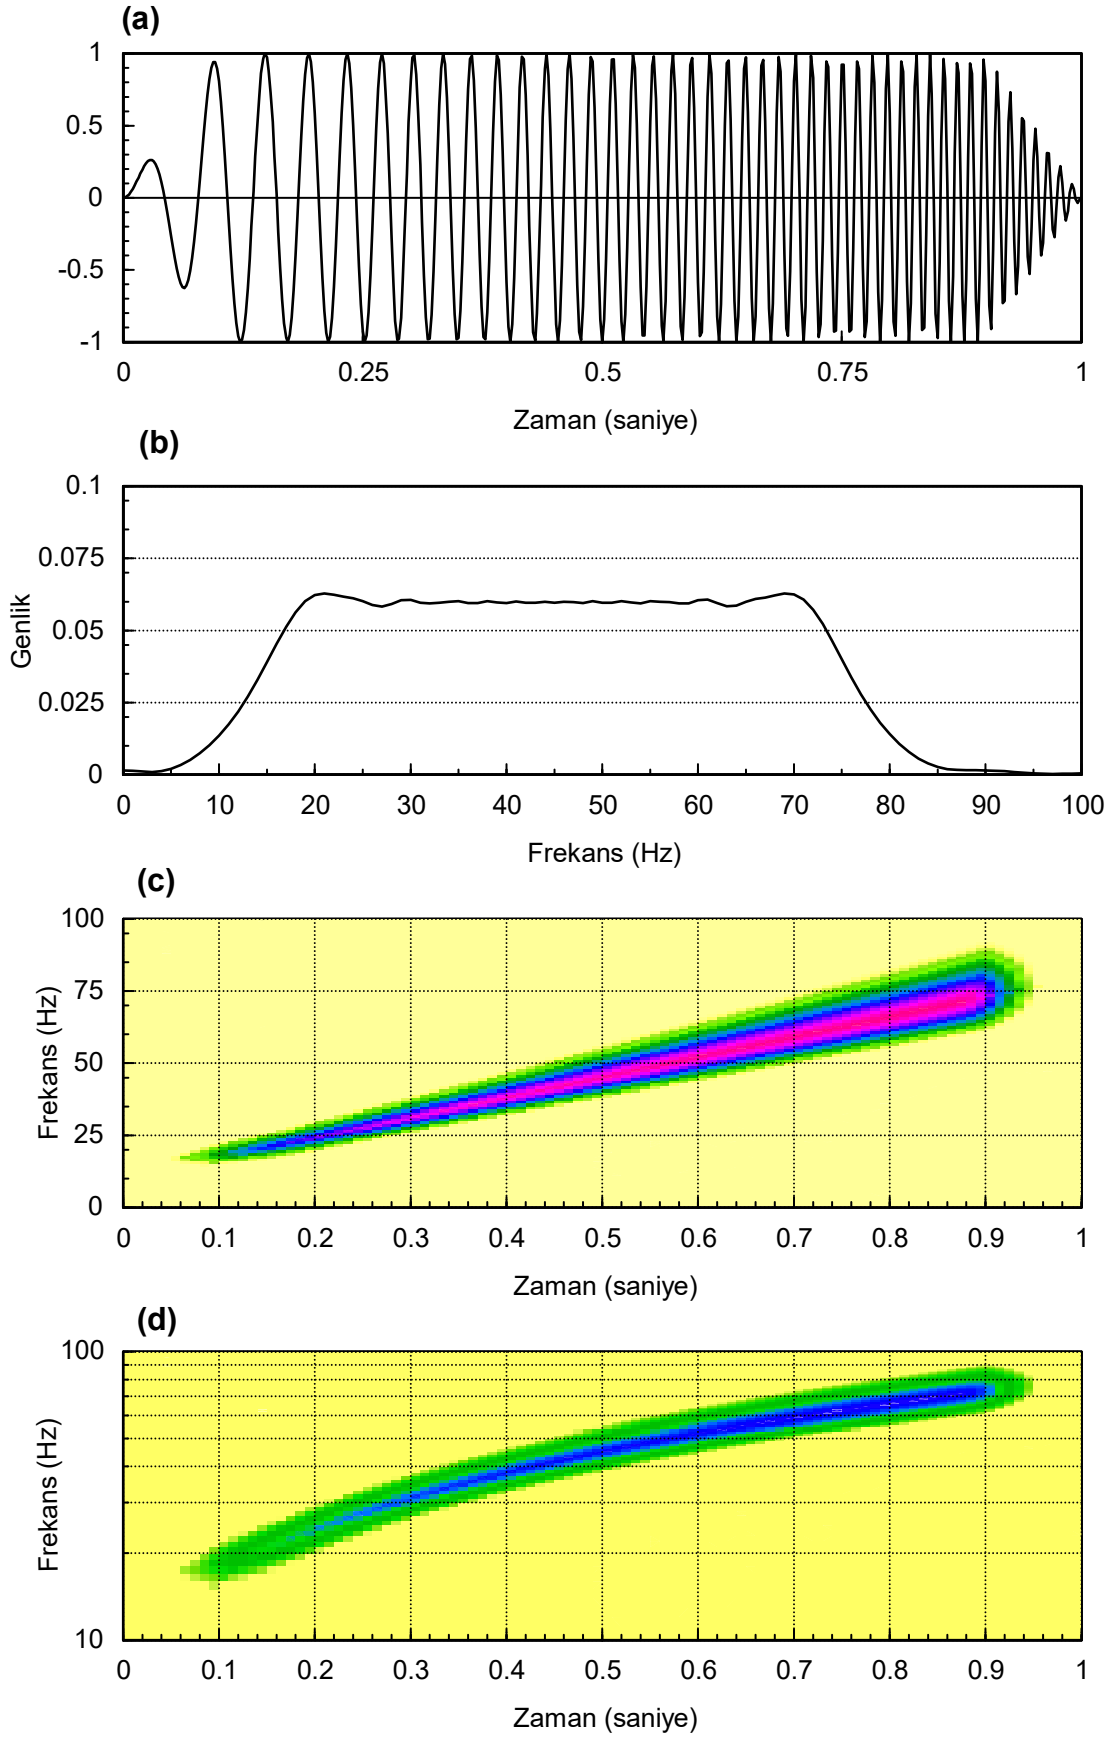 (a)
1
0.5
0
-0.5
-1
0 0.25 0.5 0.75 1
Zaman (saniye)
(b)
0.1
0.075
0.05
0.025
0
Genlik
0 10 20 30 40 50 60 70 80 90 100
Frekans (Hz)
(c)
100
75
50
25
0
Frekans (Hz)
0 0.1 0.2 0.3 0.4 0.5 0.6 0.7 0.8 0.9 1
Zaman (saniye)
(d)
100
10
Frekans (Hz)
0 0.1 0.2 0.3 0.4 0.5 0.6 0.7 0.8 0.9 1
Zaman (saniye)